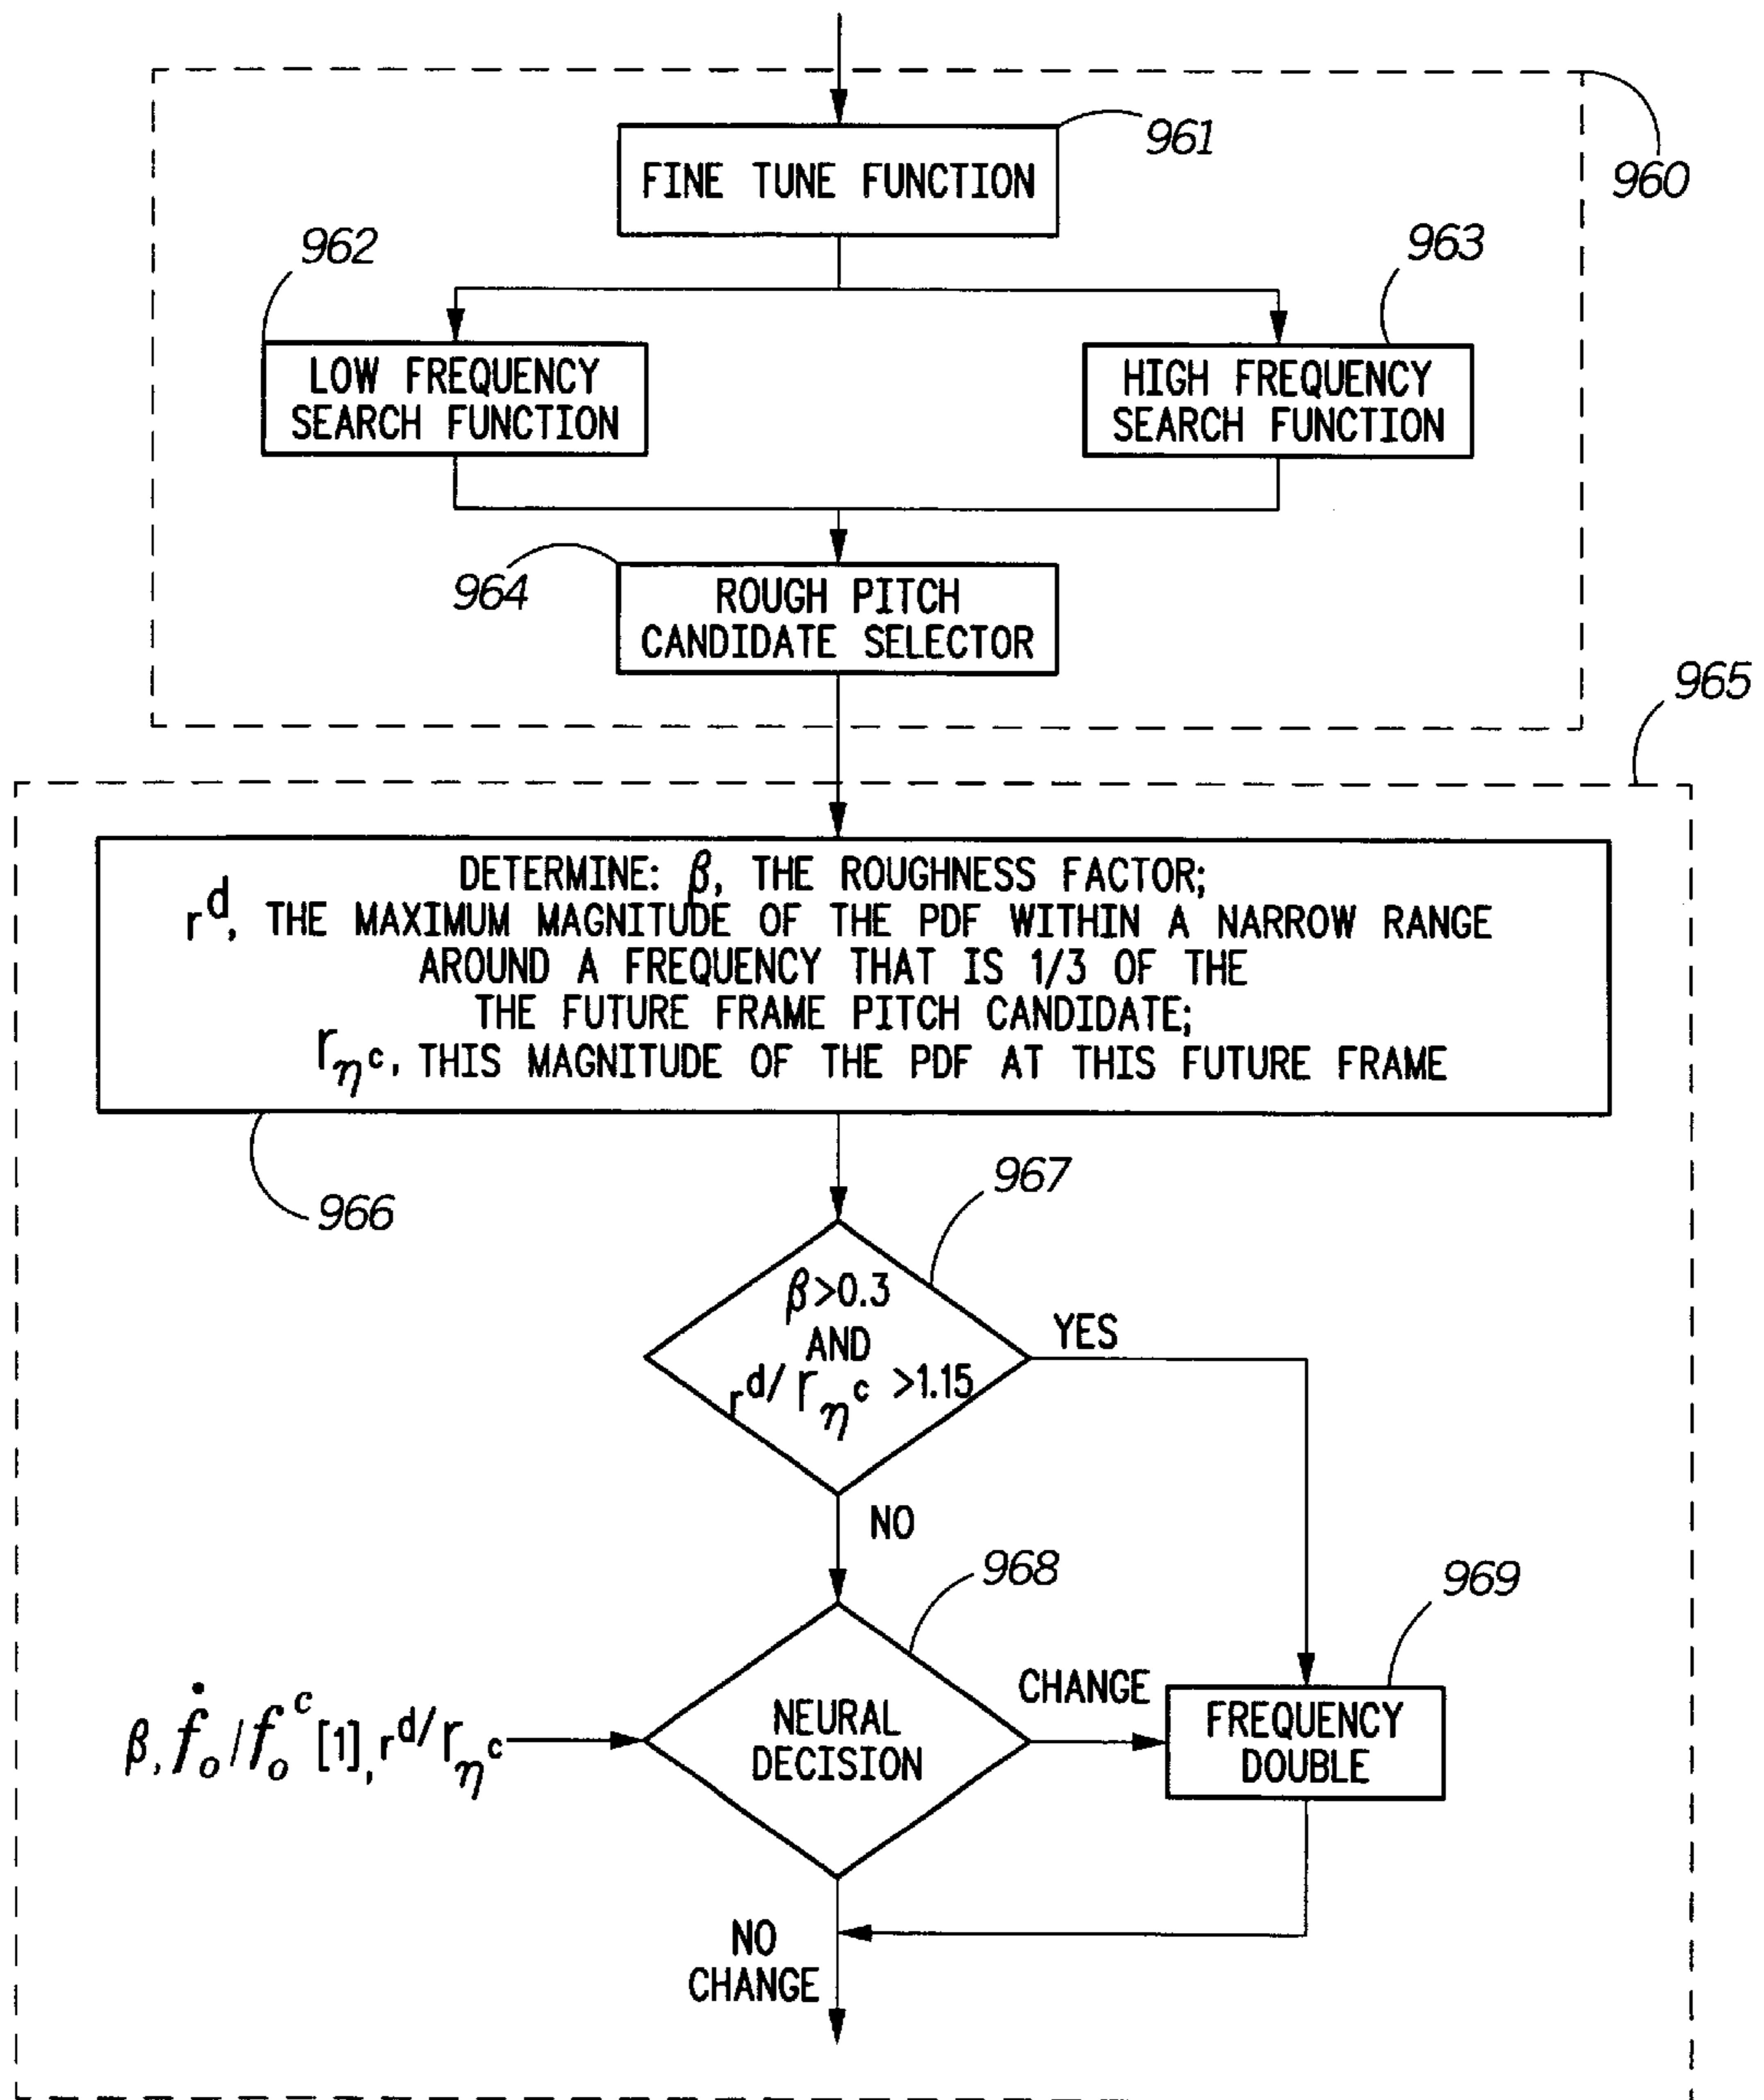 960
961
FINE TUNE FUNCTION
962
963
LOW FREQUENCY
SEARCH FUNCTION
HIGH FREQUENCY
SEARCH FUNCTION
964
ROUGH PITCH
CANDIDATE SELECTOR
965
DETERMINE: β, THE ROUGHNESS FACTOR;
r^d, THE MAXIMUM MAGNITUDE OF THE PDF WITHIN A NARROW RANGE
AROUND A FREQUENCY THAT IS 1/3 OF THE
THE FUTURE FRAME PITCH CANDIDATE;
r_η^c, THIS MAGNITUDE OF THE PDF AT THIS FUTURE FRAME
966
967
β>0.3
AND
r^d/r_η^c >1.15
YES
NO
968
969
NEURAL
DECISION
CHANGE
FREQUENCY
DOUBLE
β, ḟ_o/f_o^c [1], r^d/r_η^c
NO
CHANGE